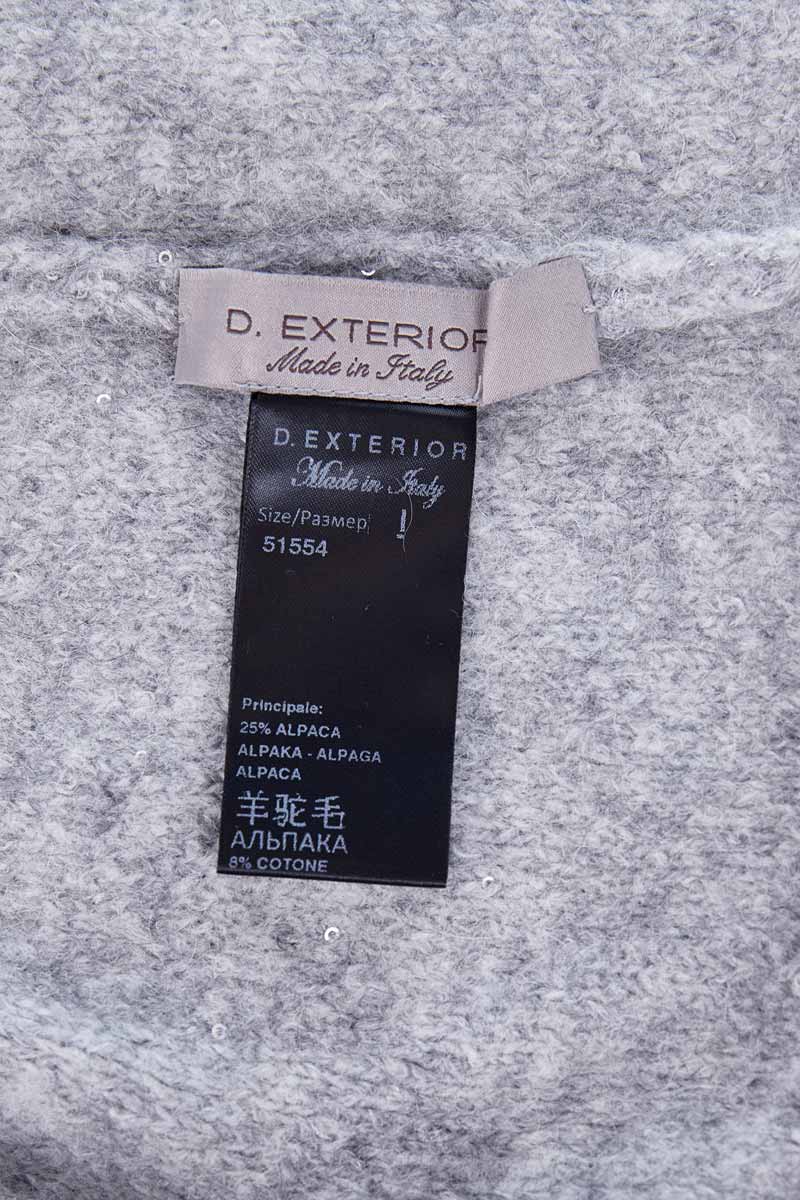 D. EXTERIOR
Made in Italy
D. EXTERIOR
Made in Italy
Size/Размер !
51554
Principale:
25% ALPACA
ALPAKA - ALPAGA
ALPACA
羊驼毛
АЛЬПАКА
8% COTONE